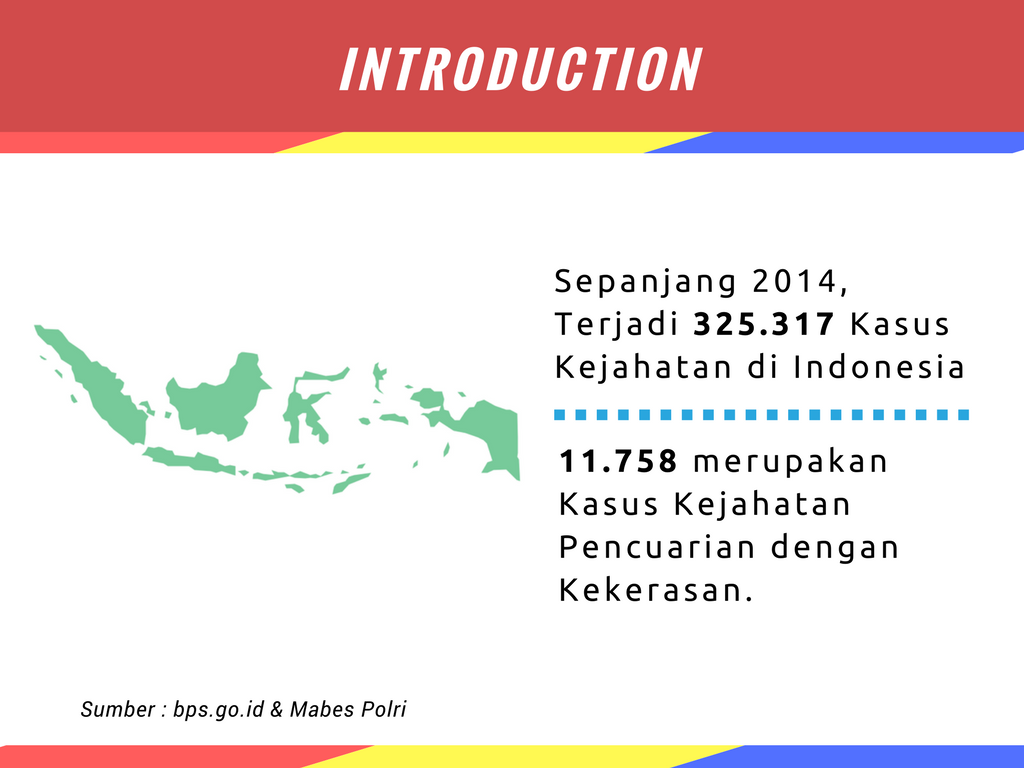 INTRODUCTION
Sepanjang 2014,
Terjadi 325.317 Kasus
Kejahatan di Indonesia
11.758 merupakan
Kasus Kejahatan
Pencuarian dengan
Kekerasan.
Sumber : bps.go.id & Mabes Polri